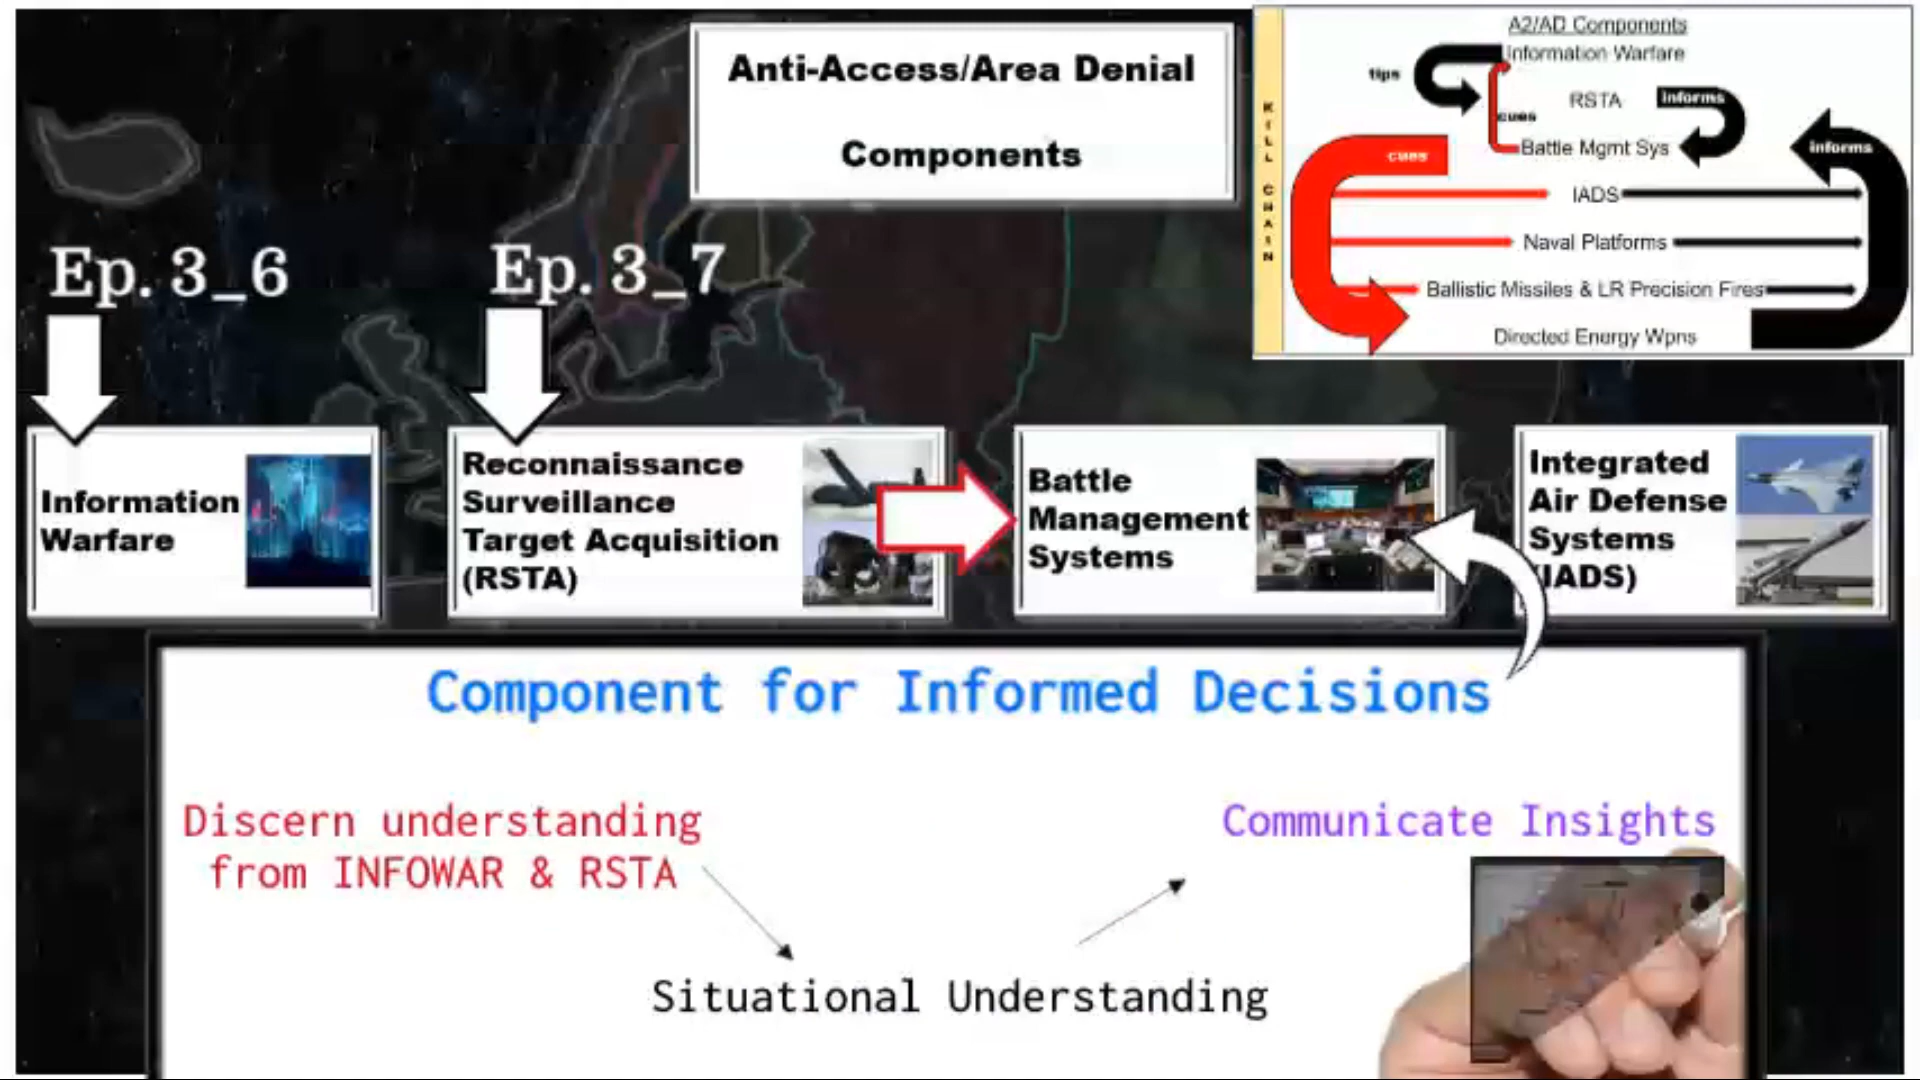 Anti-Access/Area Denial
Components
A2/AD Components
Information Warfare
tips
RSTA
informs
cues
Battle Mgmt Sys
cues
informs
IADS
Naval Platforms
Ballistic Missiles & LR Precision Fires
Directed Energy Wpns
KILL CHAIN
Ep. 3_6
Ep. 3_7
Information
Warfare
Reconnaissance
Surveillance
Target Acquisition
(RSTA)
Battle
Management
Systems
Integrated
Air Defense
Systems
(IADS)
Component for Informed Decisions
Discern understanding
from INFOWAR & RSTA
Communicate Insights
Situational Understanding